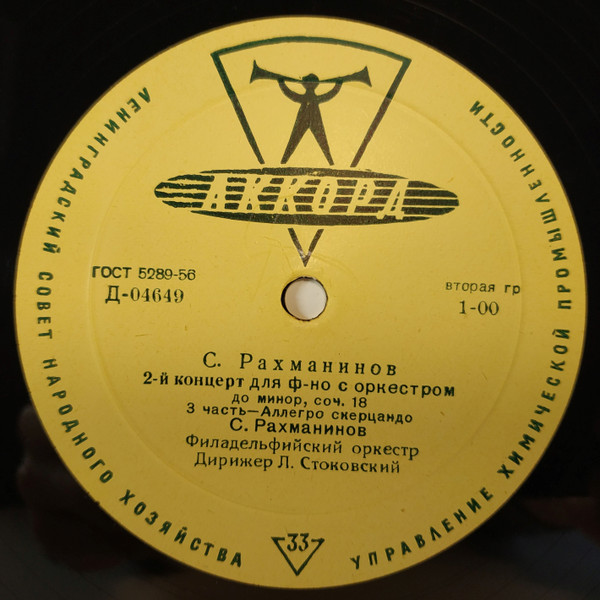 ЛЕНИНГРАДСКИЙ СОВЕТ НАРОДНОГО ХОЗЯЙСТВА
УПРАВЛЕНИЕ ХИМИЧЕСКОЙ ПРОМЫШЛЕННОСТИ
АККОРД
ГОСТ 5289-56
Д-04649
вторая гр
1-00
С. Рахманинов
2-й концерт для ф-но с оркестром
до минор, соч. 18
3 часть—Аллегро скерцандо
С. Рахманинов
Филадельфийский оркестр
Дирижер Л. Стоковский
33